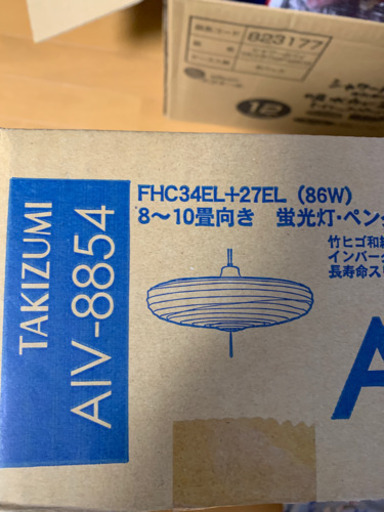 823177
12
FHC34EL+27EL (86W)
8～10畳向き 蛍光灯・ペン
竹ヒゴ和
インバー
長寿命ス
TAKIZUMI
AIV-8854
A